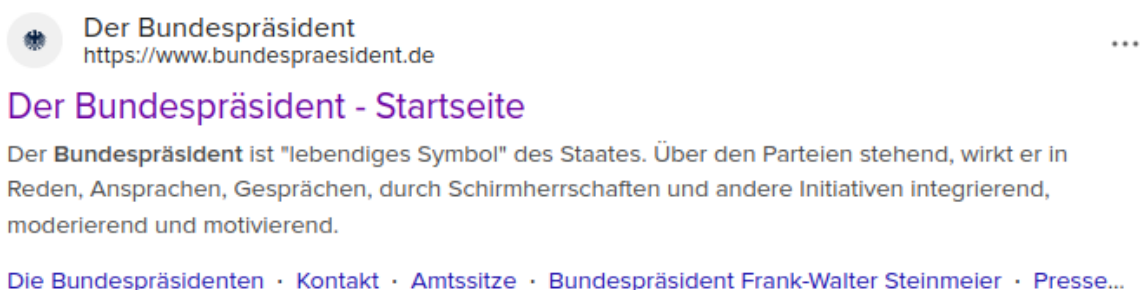 Der Bundespräsident
https://www.bundespraesident.de
Der Bundespräsident - Startseite
Der Bundespräsident ist "lebendiges Symbol" des Staates. Über den Parteien stehend, wirkt er in
Reden, Ansprachen, Gesprächen, durch Schirmherrschaften und andere Initiativen integrierend,
moderierend und motivierend.
Die Bundespräsidenten · Kontakt · Amtssitze · Bundespräsident Frank-Walter Steinmeier · Presse...